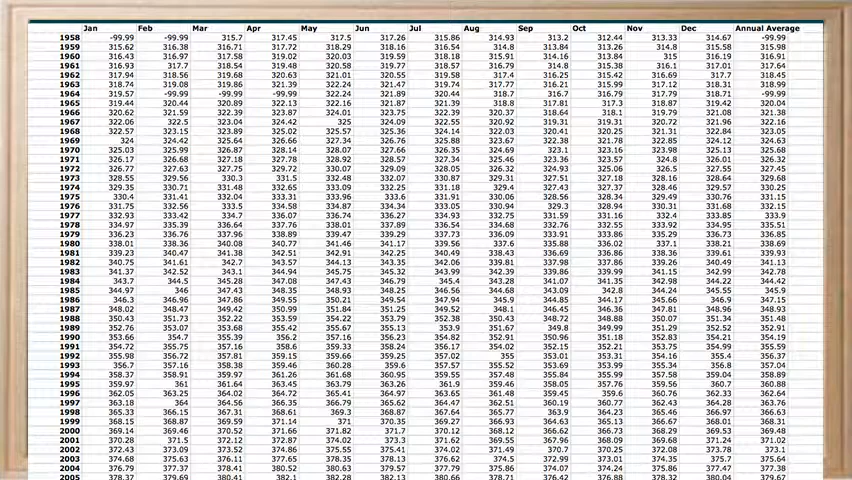 Jan Feb Mar Apr May Jun Jul Aug Sep Oct Nov Dec Annual Average
1958 -99.99 -99.99 315.7 317.45 317.5 317.26 315.86 314.93 313.2 312.44 313.33 314.67 -99.99
1959 315.62 316.38 316.71 317.72 318.29 318.16 316.54 314.8 313.84 313.26 314.8 315.58 315.98
1960 316.43 316.97 317.58 319.02 320.03 319.59 318.18 315.91 314.16 313.84 315 316.19 316.91
1961 316.93 317.7 318.54 319.48 320.58 319.77 318.57 316.79 314.8 315.38 316.1 317.01 317.64
1962 317.94 318.56 319.68 320.63 321.01 320.55 319.58 317.4 316.25 315.42 316.69 317.7 318.45
1963 318.74 319.08 319.86 321.39 322.24 321.47 319.74 317.77 316.21 315.99 317.12 318.31 318.99
1964 319.57 -99.99 -99.99 -99.99 322.24 321.89 320.44 318.7 316.7 316.79 317.79 318.71 -99.99
1965 319.44 320.44 320.89 322.13 322.16 321.87 321.39 318.8 317.81 317.3 318.87 319.42 320.04
1966 320.62 321.59 322.39 323.87 324.01 323.75 322.39 320.37 318.64 318.1 319.79 321.08 321.38
1967 322.06 322.5 323.04 324.42 325 324.09 322.55 320.92 319.31 319.31 320.72 321.96 322.16
1968 322.57 323.15 323.89 325.02 325.57 325.36 324.14 322.03 320.41 320.25 321.31 322.84 323.05
1969 324 324.42 325.64 326.66 327.34 326.76 325.88 323.67 322.38 321.78 322.85 324.12 324.63
1970 325.03 325.99 326.87 328.14 328.07 327.66 326.35 324.69 323.1 323.16 323.98 325.13 325.68
1971 326.17 326.68 327.18 327.78 328.92 328.57 327.34 325.46 323.36 323.57 324.8 326.01 326.32
1972 326.77 327.63 327.75 329.72 330.07 329.09 328.05 326.32 324.93 325.06 326.5 327.55 327.45
1973 328.55 329.56 330.3 331.5 332.48 332.07 330.87 329.31 327.51 327.18 328.16 328.64 329.68
1974 329.35 330.71 331.48 332.65 333.09 332.25 331.18 329.4 327.43 327.37 328.46 329.57 330.25
1975 330.4 331.41 332.04 333.31 333.96 333.6 331.91 330.06 328.56 328.34 329.49 330.76 331.15
1976 331.75 332.56 333.5 334.58 334.87 334.34 333.05 330.94 329.3 328.94 330.31 331.68 332.15
1977 332.93 333.42 334.7 336.07 336.74 336.27 334.93 332.75 331.59 331.16 332.4 333.85 333.9
1978 334.97 335.39 336.64 337.76 338.01 337.89 336.54 334.68 332.76 332.55 333.92 334.95 335.51
1979 336.23 336.76 337.96 338.89 339.47 339.29 337.73 336.09 333.91 333.86 335.29 336.73 336.85
1980 338.01 338.36 340.08 340.77 341.46 341.17 339.56 337.6 335.88 336.02 337.1 338.21 338.69
1981 339.23 340.47 341.38 342.51 342.91 342.25 340.49 338.43 336.69 336.86 338.36 339.61 339.93
1982 340.75 341.61 342.7 343.57 344.13 343.35 342.06 339.81 337.98 337.86 339.26 340.49 341.13
1983 341.37 342.52 343.1 344.94 345.75 345.32 343.99 342.39 339.86 339.99 341.15 342.99 342.78
1984 343.7 344.5 345.28 347.08 347.43 346.79 345.4 343.28 341.07 341.35 342.98 344.22 344.42
1985 344.97 346 347.43 348.35 348.93 348.25 346.56 344.68 343.09 342.8 344.24 345.55 345.9
1986 346.3 346.96 347.86 349.55 350.21 349.54 347.94 345.9 344.85 344.17 345.66 346.9 347.15
1987 348.02 348.47 349.42 350.99 351.84 351.25 349.52 348.1 346.45 346.36 347.81 348.96 348.93
1988 350.43 351.73 352.22 353.59 354.22 353.79 352.38 350.43 348.72 348.88 350.07 351.34 351.48
1989 352.76 353.07 353.68 355.42 355.67 355.13 353.9 351.67 349.8 349.99 351.29 352.52 352.91
1990 353.66 354.7 355.39 356.2 357.16 356.23 354.82 352.91 350.96 351.18 352.83 354.21 354.19
1991 354.72 355.75 357.16 358.6 359.33 358.24 356.17 354.02 352.15 352.21 353.75 354.99 355.59
1992 355.98 356.72 357.81 359.15 359.66 359.25 357.02 355 353.01 353.31 354.16 355.4 356.37
1993 356.7 357.16 358.38 359.46 360.28 359.6 357.57 355.52 353.69 353.99 355.34 356.8 357.04
1994 358.37 358.91 359.97 361.26 361.68 360.95 359.55 357.48 355.84 355.99 357.58 359.04 358.89
1995 359.97 361 361.64 363.45 363.79 363.26 361.9 359.46 358.05 357.76 359.56 360.7 360.88
1996 362.05 363.25 364.02 364.72 365.41 364.97 363.65 361.48 359.45 359.6 360.76 362.33 362.64
1997 363.18 364 364.56 366.35 366.79 365.62 364.47 362.51 360.19 360.77 362.43 364.28 363.76
1998 365.33 366.15 367.31 368.61 369.3 368.87 367.64 365.77 363.9 364.23 365.46 366.97 366.63
1999 368.15 368.87 369.59 371.14 371 370.35 369.27 366.93 364.63 365.13 366.67 368.01 368.31
2000 369.14 369.46 370.52 371.66 371.82 371.7 370.12 368.12 366.62 366.73 368.29 369.53 369.48
2001 370.28 371.5 372.12 372.87 374.02 373.3 371.62 369.55 367.96 368.09 369.68 371.24 371.02
2002 372.43 373.09 373.52 374.86 375.55 375.41 374.02 371.49 370.7 370.25 372.08 373.78 373.1
2003 374.68 375.63 376.11 377.65 378.35 378.13 376.62 374.5 372.99 373.01 374.35 375.7 375.64
2004 376.79 377.37 378.41 380.52 380.63 379.57 377.79 375.86 374.07 374.24 375.86 377.47 377.38
2005 378.37 379.69 380.41 382.1 382.28 382.13 380.66 378.71 376.42 376.88 378.32 380.04 379.67